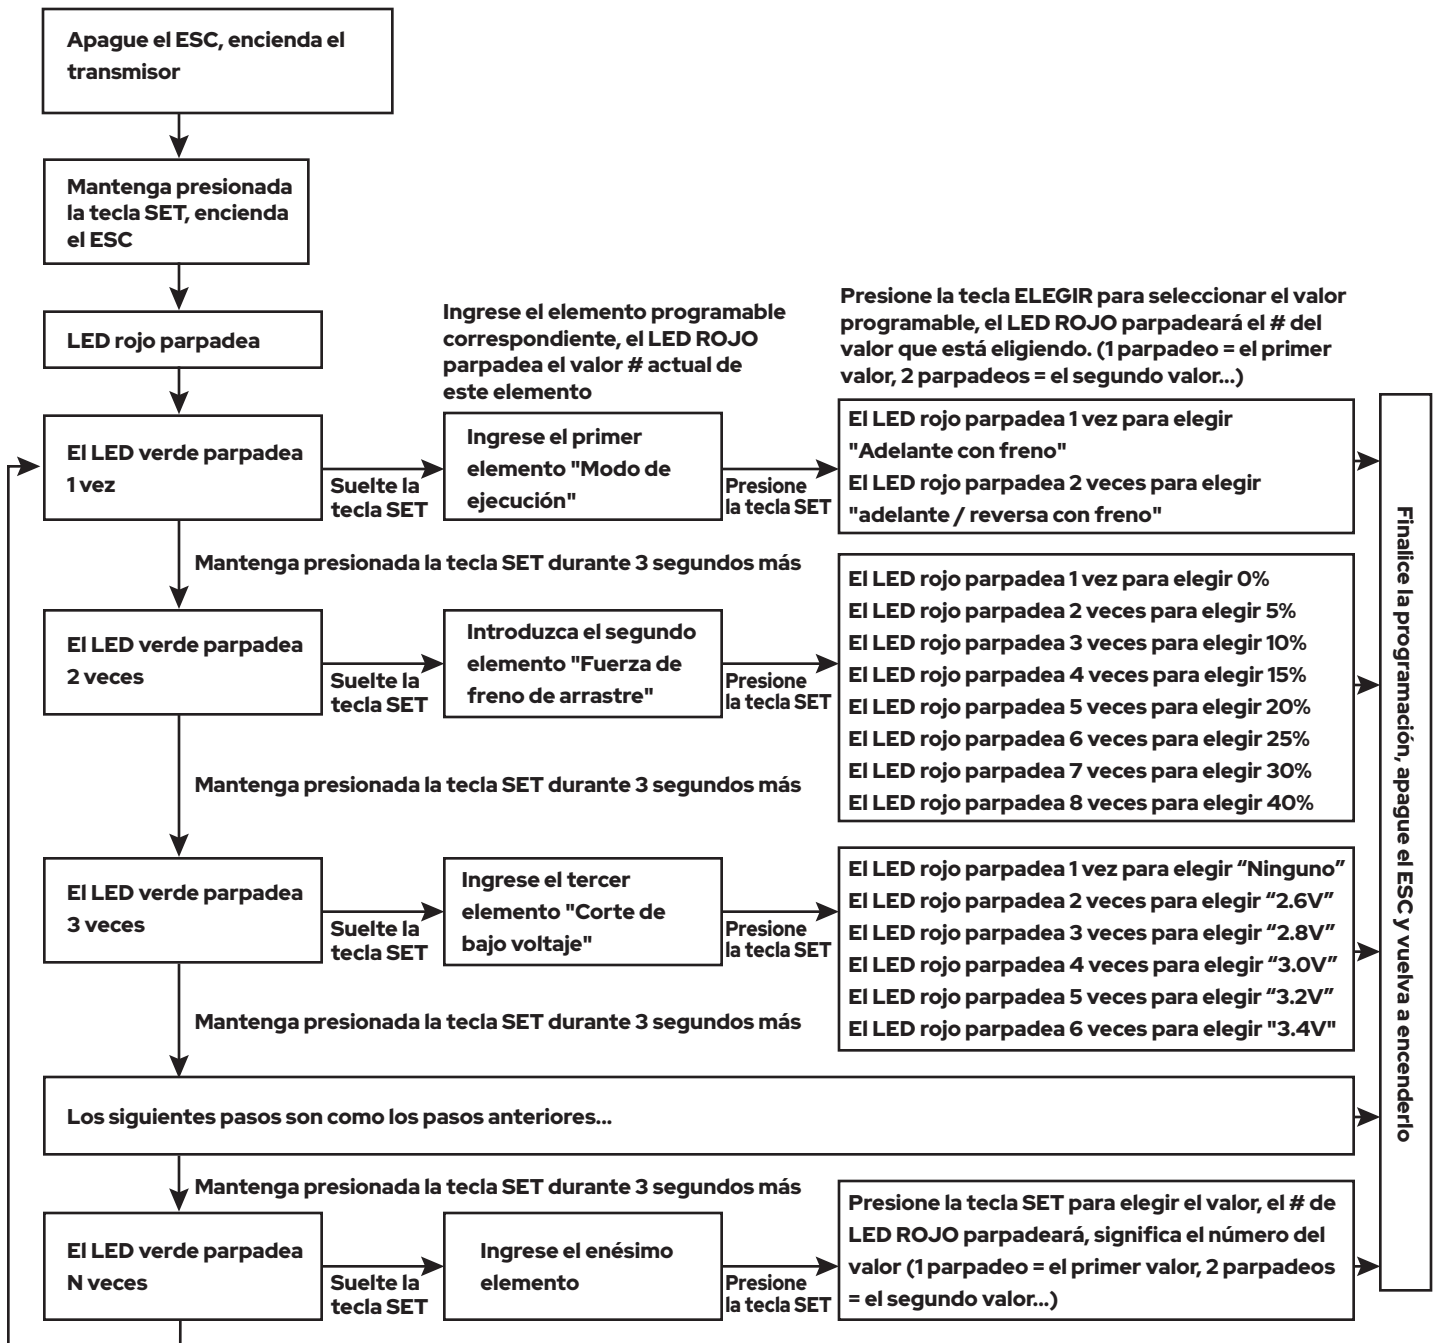 Apague el ESC, encienda el
transmisor
Mantenga presionada
la tecla SET, encienda
el ESC
LED rojo parpadea
Ingrese el elemento programable
correspondiente, el LED ROJO
parpadea el valor # actual de
este elemento
Presione la tecla ELEGIR para seleccionar el valor
programable, el LED ROJO parpadeará el # del
valor que está eligiendo. (1 parpadeo = el primer
valor, 2 parpadeos = el segundo valor...)
El LED verde parpadea
1 vez
Suelte la
tecla SET
Ingrese el primer
elemento "Modo de
ejecución"
Presione
la tecla SET
El LED rojo parpadea 1 vez para elegir
"Adelante con freno"
El LED rojo parpadea 2 veces para elegir
"adelante / reversa con freno"
Mantenga presionada la tecla SET durante 3 segundos más
El LED verde parpadea
2 veces
Suelte la
tecla SET
Introduzca el segundo
elemento "Fuerza de
freno de arrastre"
Presione
la tecla SET
El LED rojo parpadea 1 vez para elegir 0%
El LED rojo parpadea 2 veces para elegir 5%
El LED rojo parpadea 3 veces para elegir 10%
El LED rojo parpadea 4 veces para elegir 15%
El LED rojo parpadea 5 veces para elegir 20%
El LED rojo parpadea 6 veces para elegir 25%
El LED rojo parpadea 7 veces para elegir 30%
El LED rojo parpadea 8 veces para elegir 40%
Mantenga presionada la tecla SET durante 3 segundos más
El LED verde parpadea
3 veces
Suelte la
tecla SET
Ingrese el tercer
elemento "Corte de
bajo voltaje"
Presione
la tecla SET
El LED rojo parpadea 1 vez para elegir “Ninguno”
El LED rojo parpadea 2 veces para elegir “2.6V”
El LED rojo parpadea 3 veces para elegir “2.8V”
El LED rojo parpadea 4 veces para elegir “3.0V”
El LED rojo parpadea 5 veces para elegir “3.2V”
El LED rojo parpadea 6 veces para elegir "3.4V"
Mantenga presionada la tecla SET durante 3 segundos más
Los siguientes pasos son como los pasos anteriores...
Mantenga presionada la tecla SET durante 3 segundos más
El LED verde parpadea
N veces
Suelte la
tecla SET
Ingrese el enésimo
elemento
Presione
la tecla SET
Presione la tecla SET para elegir el valor, el # de
LED ROJO parpadeará, significa el número del
valor (1 parpadeo = el primer valor, 2 parpadeos
= el segundo valor...)
Finalice la programación, apague el ESC y vuelva a encenderlo